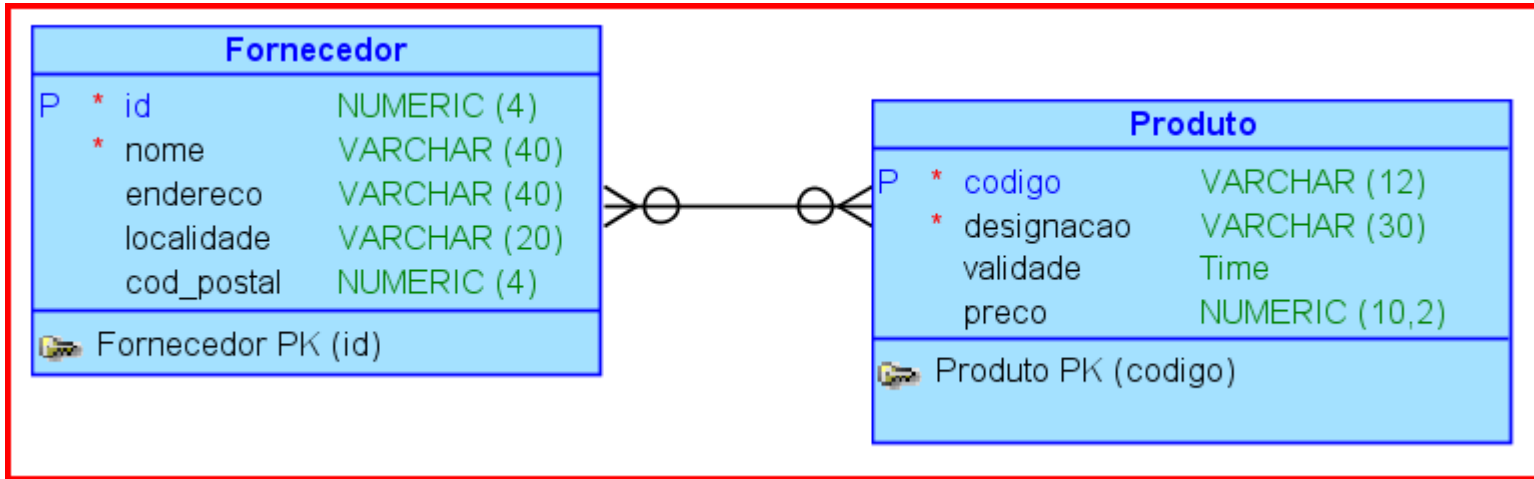 Fornecedor
P * id NUMERIC (4)
* nome VARCHAR (40)
endereco VARCHAR (40)
localidade VARCHAR (20)
cod_postal NUMERIC (4)
Fornecedor PK (id)
Produto
P * codigo VARCHAR (12)
* designacao VARCHAR (30)
validade Time
preco NUMERIC (10,2)
Produto PK (codigo)